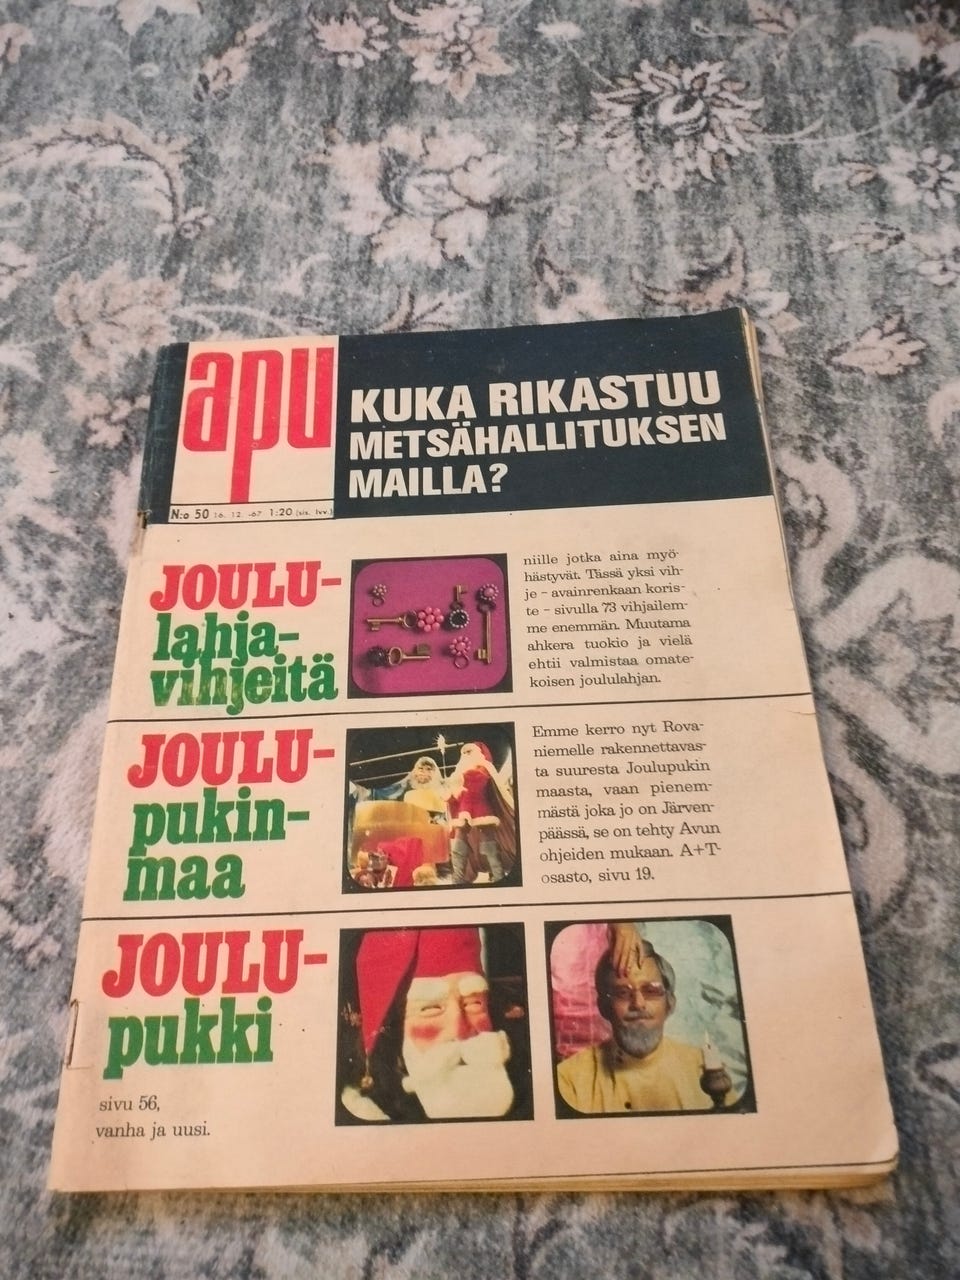 apu
KUKA RIKASTUU
METSÄHALLITUKSEN
MAILLA?
N:o 50 16. 12. -67 1:20 (sis. lvv.)
JOULU-
lahja-
vihjeitä
niille jotka aina myö-
hästyvät. Tässä yksi vih-
je - avainrenkaan koris-
te - sivulla 73 vihjailem-
me enemmän. Muutama
ahkera tuokio ja vielä
ehtii valmistaa omate-
koisen joululahjan.
JOULU-
pukin-
maa
Emme kerro nyt Rova-
niemelle rakennettavas-
ta suuresta Joulupukin
maasta, vaan pienem-
mästä joka jo on Järven-
päässä, se on tehty Avun
ohjeiden mukaan. A+T-
osasto, sivu 19.
JOULU-
pukki
sivu 56,
vanha ja uusi.